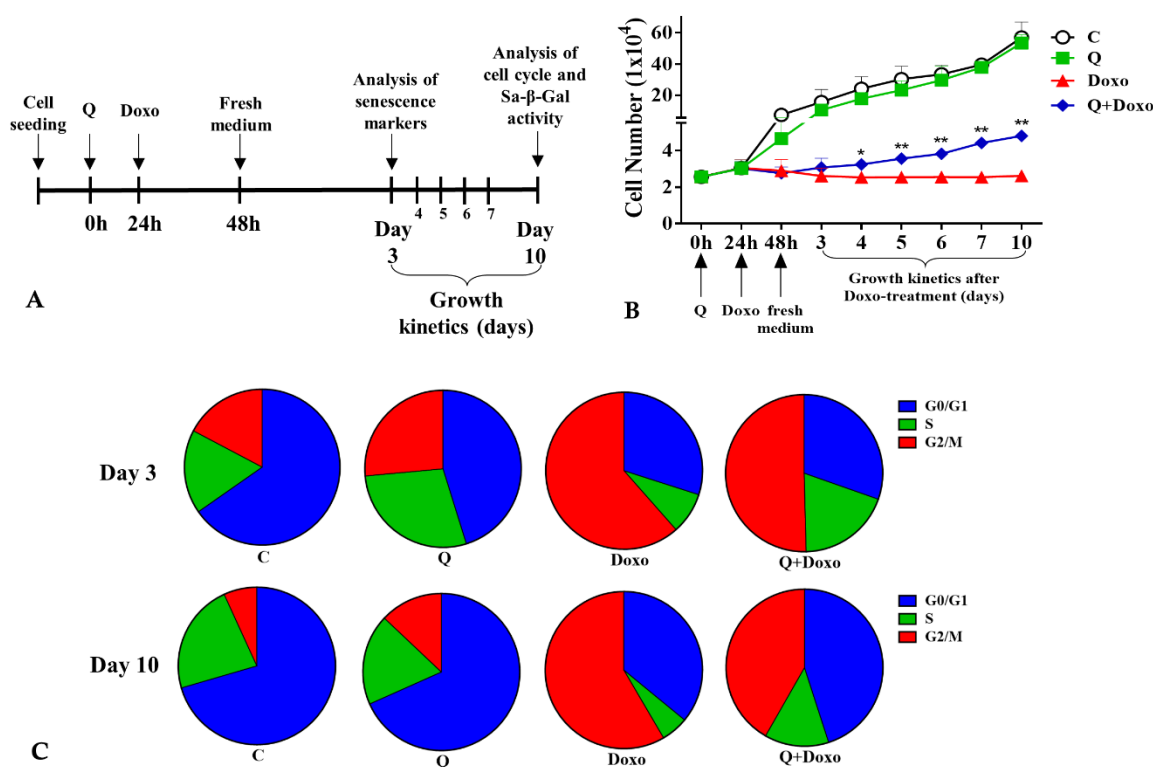 Cell
seeding
Q
Doxo
Fresh
medium
Analysis of
senescence
markers
Analysis of
cell cycle and
Sa-β-Gal
activity
0h
24h
48h
Day
3
4
5
6
7
Day
10
Growth
kinetics (days)
A
Cell Number (1x10⁴)
60
40
20
4
2
0
* ** ** ** **
C
Q
Doxo
Q+Doxo
0h 24h 48h 3 4 5 6 7 10
Q Doxo fresh
medium
Growth kinetics after
Doxo-treatment (days)
B
Day 3
C
Q
Doxo
Q+Doxo
G0/G1
S
G2/M
Day 10
C
Q
Doxo
Q+Doxo
G0/G1
S
G2/M
C